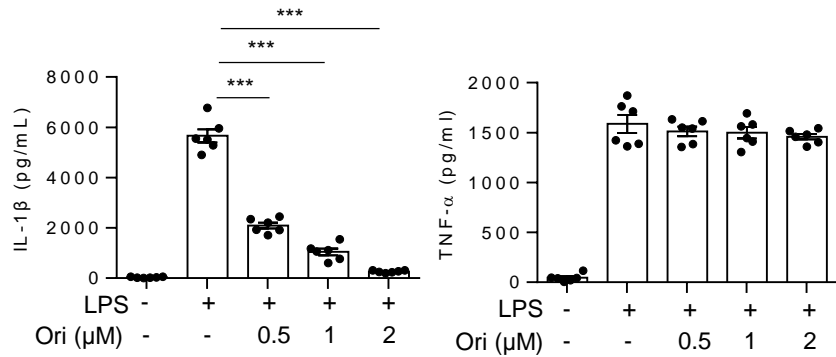 ***
***
***
8000
6000
4000
2000
0
IL-1β (pg/mL)
LPS - + + + +
Ori (μM) - - 0.5 1 2
2000
1500
1000
500
0
TNF-α (pg/ml)
LPS - + + + +
Ori (μM) - - 0.5 1 2